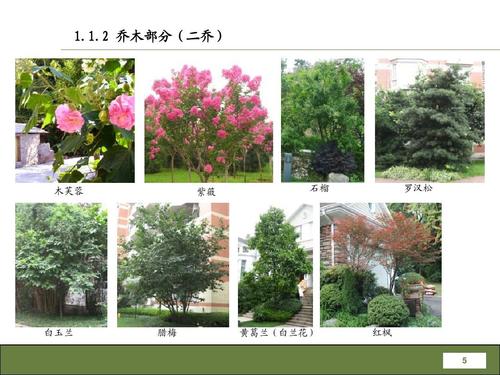 1.1.2 乔木部分（二乔）
木芙蓉
紫薇
石榴
罗汉松
白玉兰
腊梅
黄葛兰（白兰花）
红枫
5